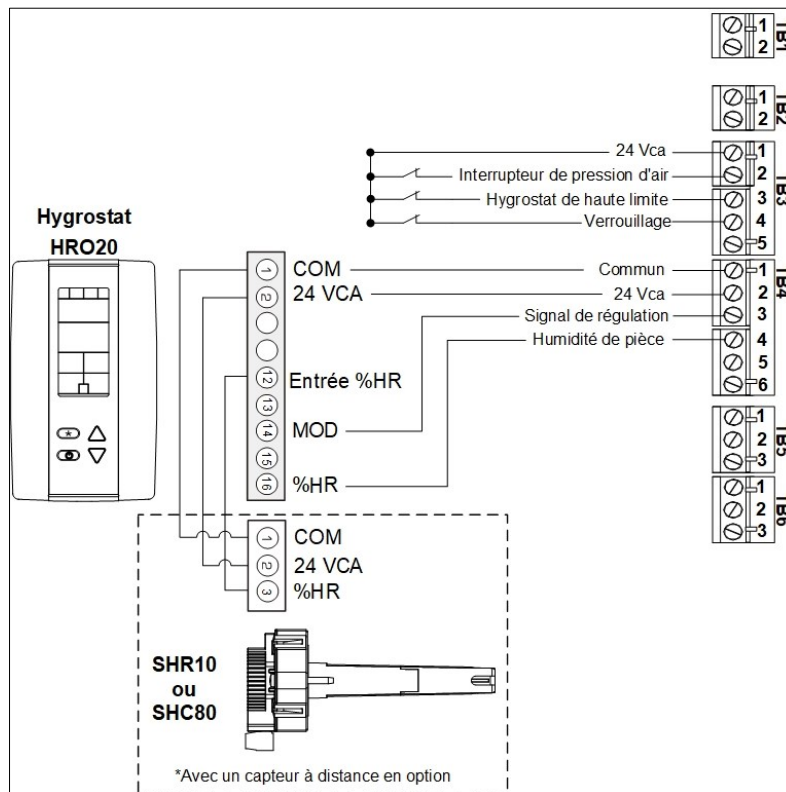 1
2
TB1
1
2
TB2
24 Vca
1
Interrupteur de pression d'air
2
TB3
Hygrostat de haute limite
3
Verrouillage
4
5
Hygrostat
HRO20
1
COM
Commun
1
TB4
2
24 VCA
24 Vca
2
Signal de régulation
3
Humidité de pièce
4
5
6
12
Entrée %HR
13
14
MOD
15
16
%HR
1
2
3
TB5
1
2
3
TB6
1
COM
2
24 VCA
3
%HR
SHR10
ou
SHC80
*Avec un capteur à distance en option